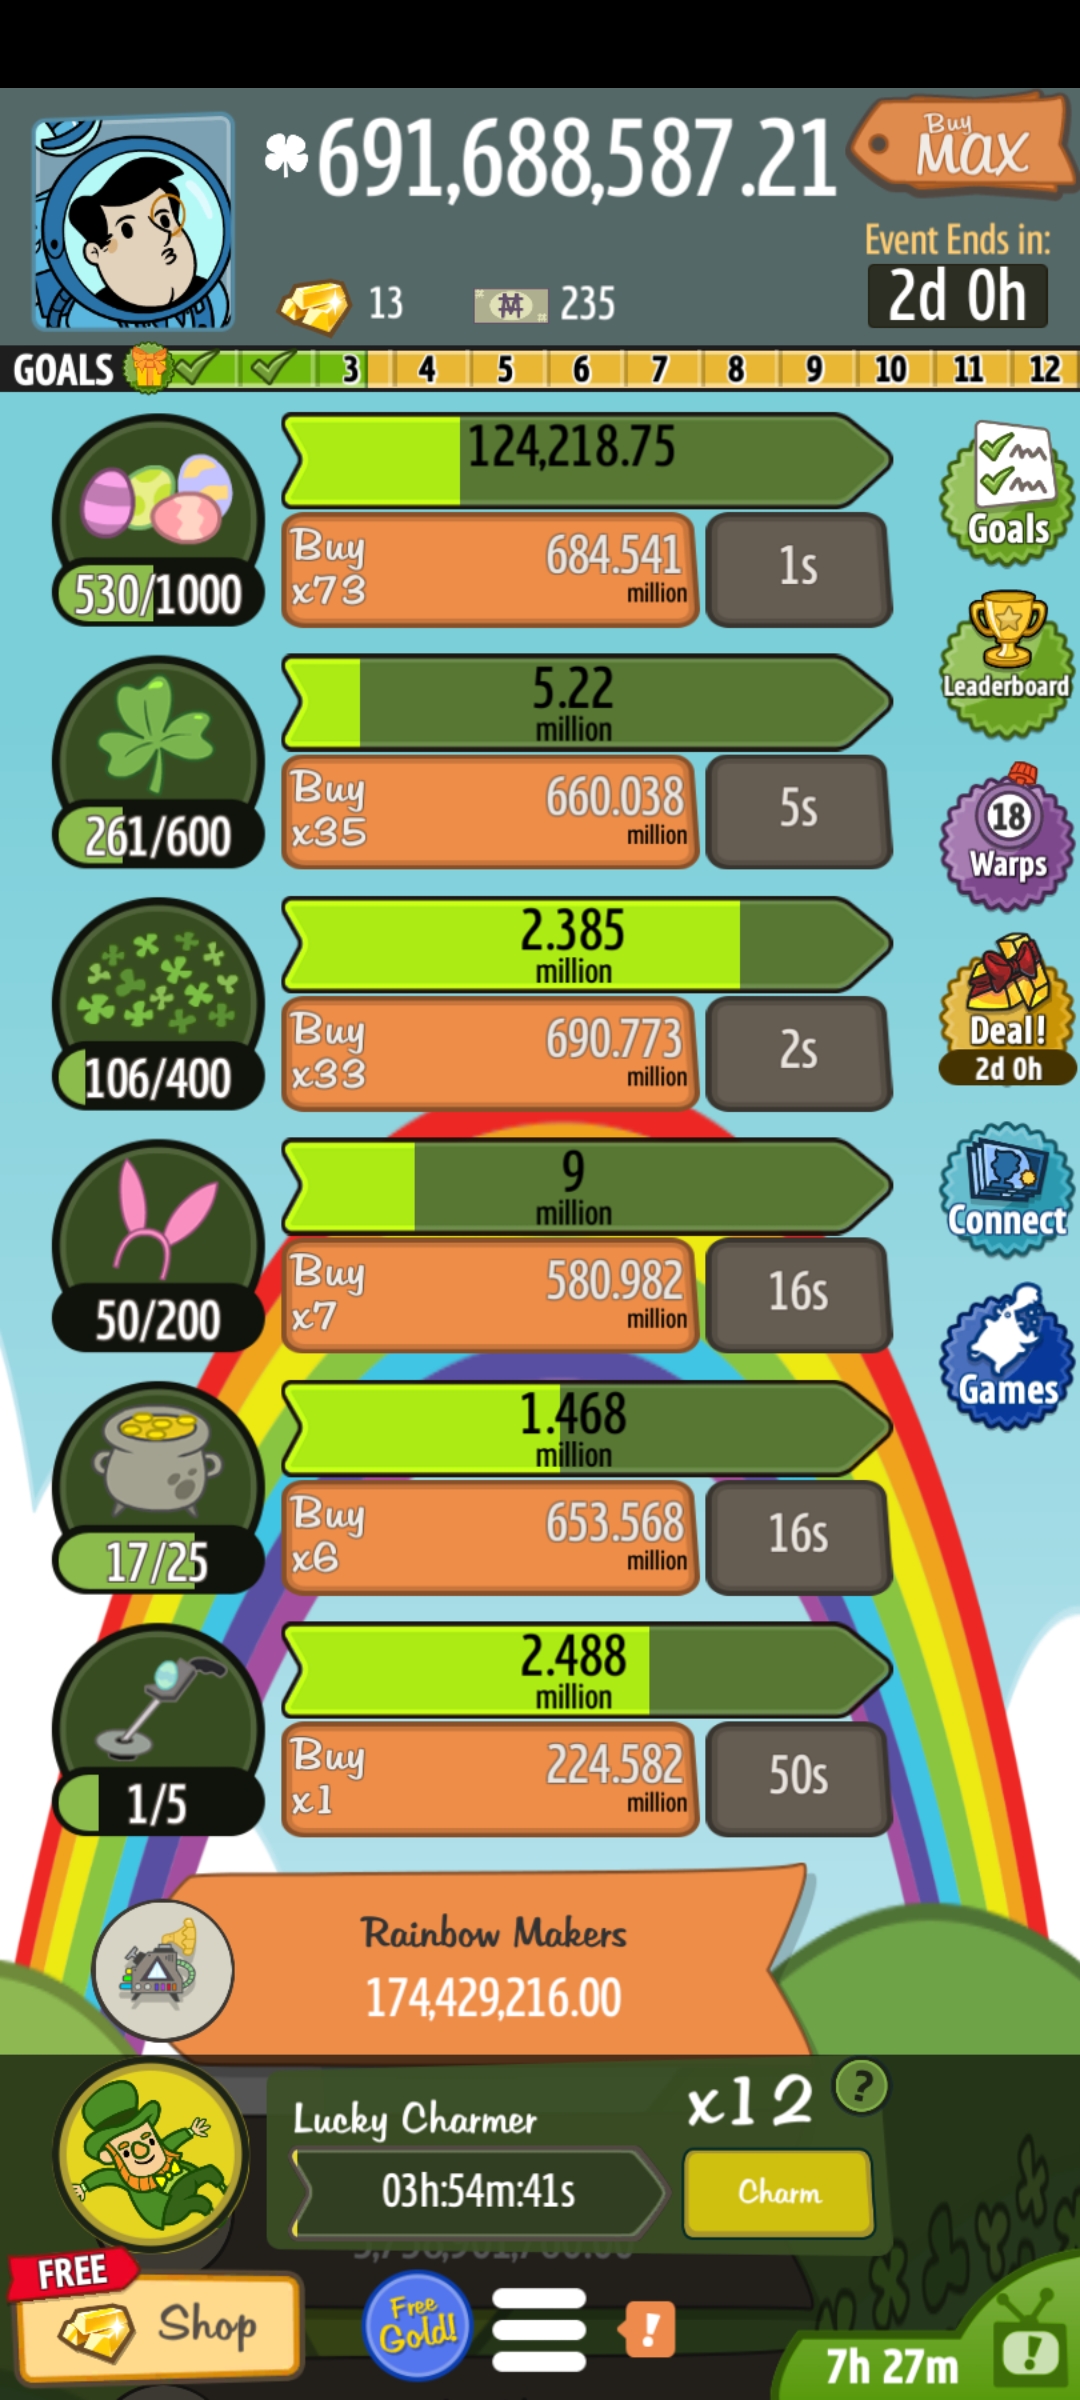 691,688,587.21
Buy
MAX
Event Ends in:
2d 0h
13
235
GOALS
3 4 5 6 7 8 9 10 11 12
124,218.75
Buy
x73
684.541
million
1s
530/1000
Goals
5.22
million
Buy
x35
660.038
million
5s
261/600
Leaderboard
2.385
million
Buy
x33
690.773
million
2s
106/400
18
Warps
Deal!
2d 0h
9
million
Buy
x7
580.982
million
16s
50/200
Connect
Games
1.468
million
Buy
x6
653.568
million
16s
17/25
2.488
million
Buy
x1
224.582
million
50s
1/5
Rainbow Makers
174,429,216.00
Lucky Charmer
x12
?
03h:54m:41s
Charm
FREE
Shop
Free
Gold!
!
7h 27m
!